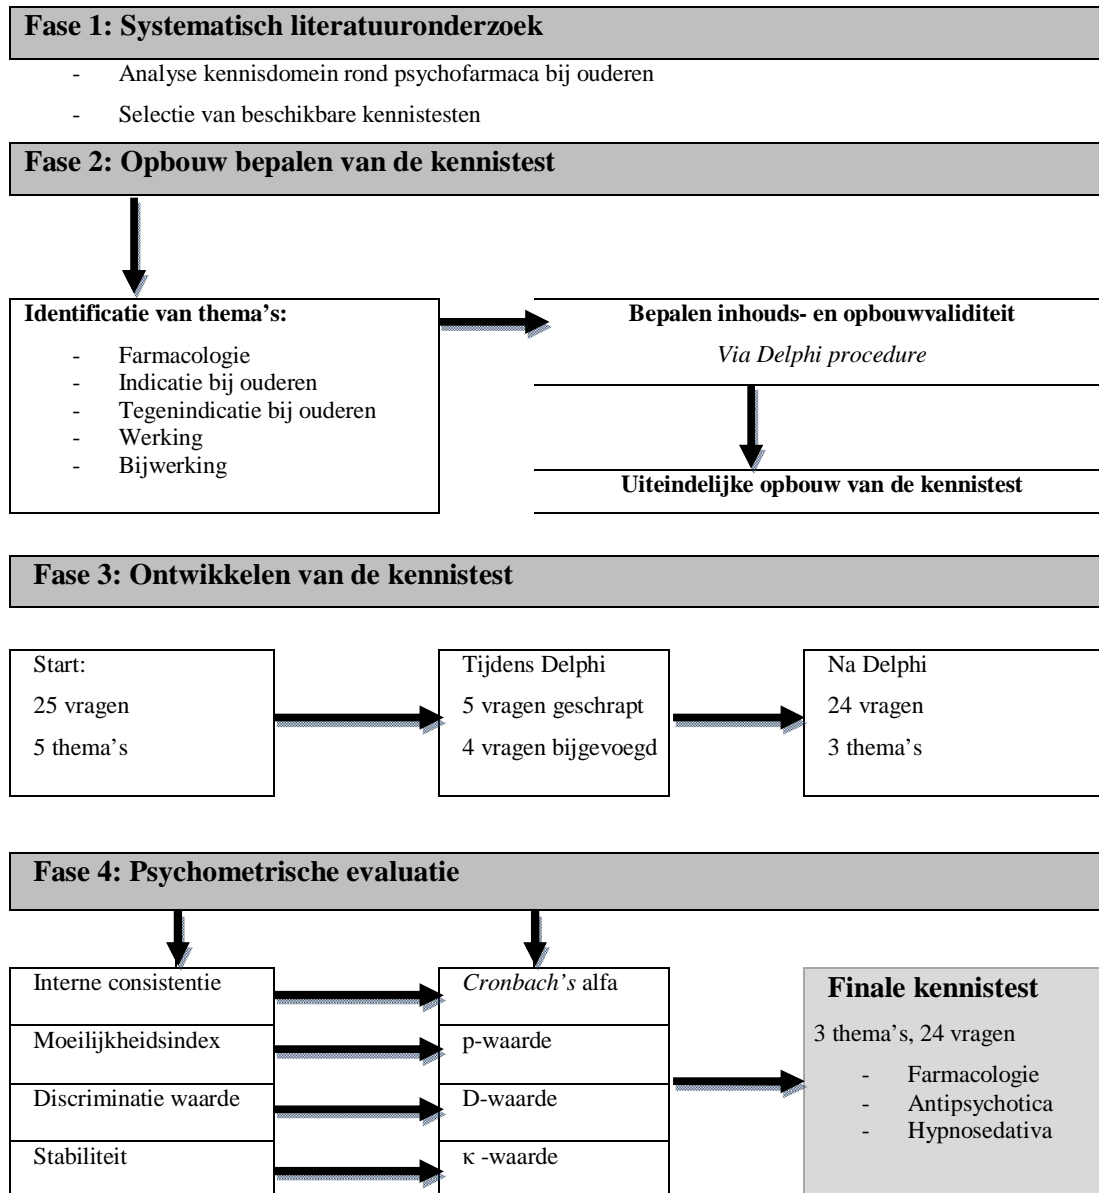 Fase 1: Systematisch literatuuronderzoek
- Analyse kennisdomein rond psychofarmaca bij ouderen
- Selectie van beschikbare kennistesten
Fase 2: Opbouw bepalen van de kennistest
Identificatie van thema's:
- Farmacologie
- Indicatie bij ouderen
- Tegenindicatie bij ouderen
- Werking
- Bijwerking
Bepalen inhouds- en opbouwvaliditeit
Via Delphi procedure
Uiteindelijke opbouw van de kennistest
Fase 3: Ontwikkelen van de kennistest
Start:
25 vragen
5 thema's
Tijdens Delphi
5 vragen geschrapt
4 vragen bijgevoegd
Na Delphi
24 vragen
3 thema's
Fase 4: Psychometrische evaluatie
Interne consistentie
Cronbach's alfa
Moeilijkheidsindex
p-waarde
Discriminatie waarde
D-waarde
Stabiliteit
κ -waarde
Finale kennistest
3 thema's, 24 vragen
- Farmacologie
- Antipsychotica
- Hypnosedativa